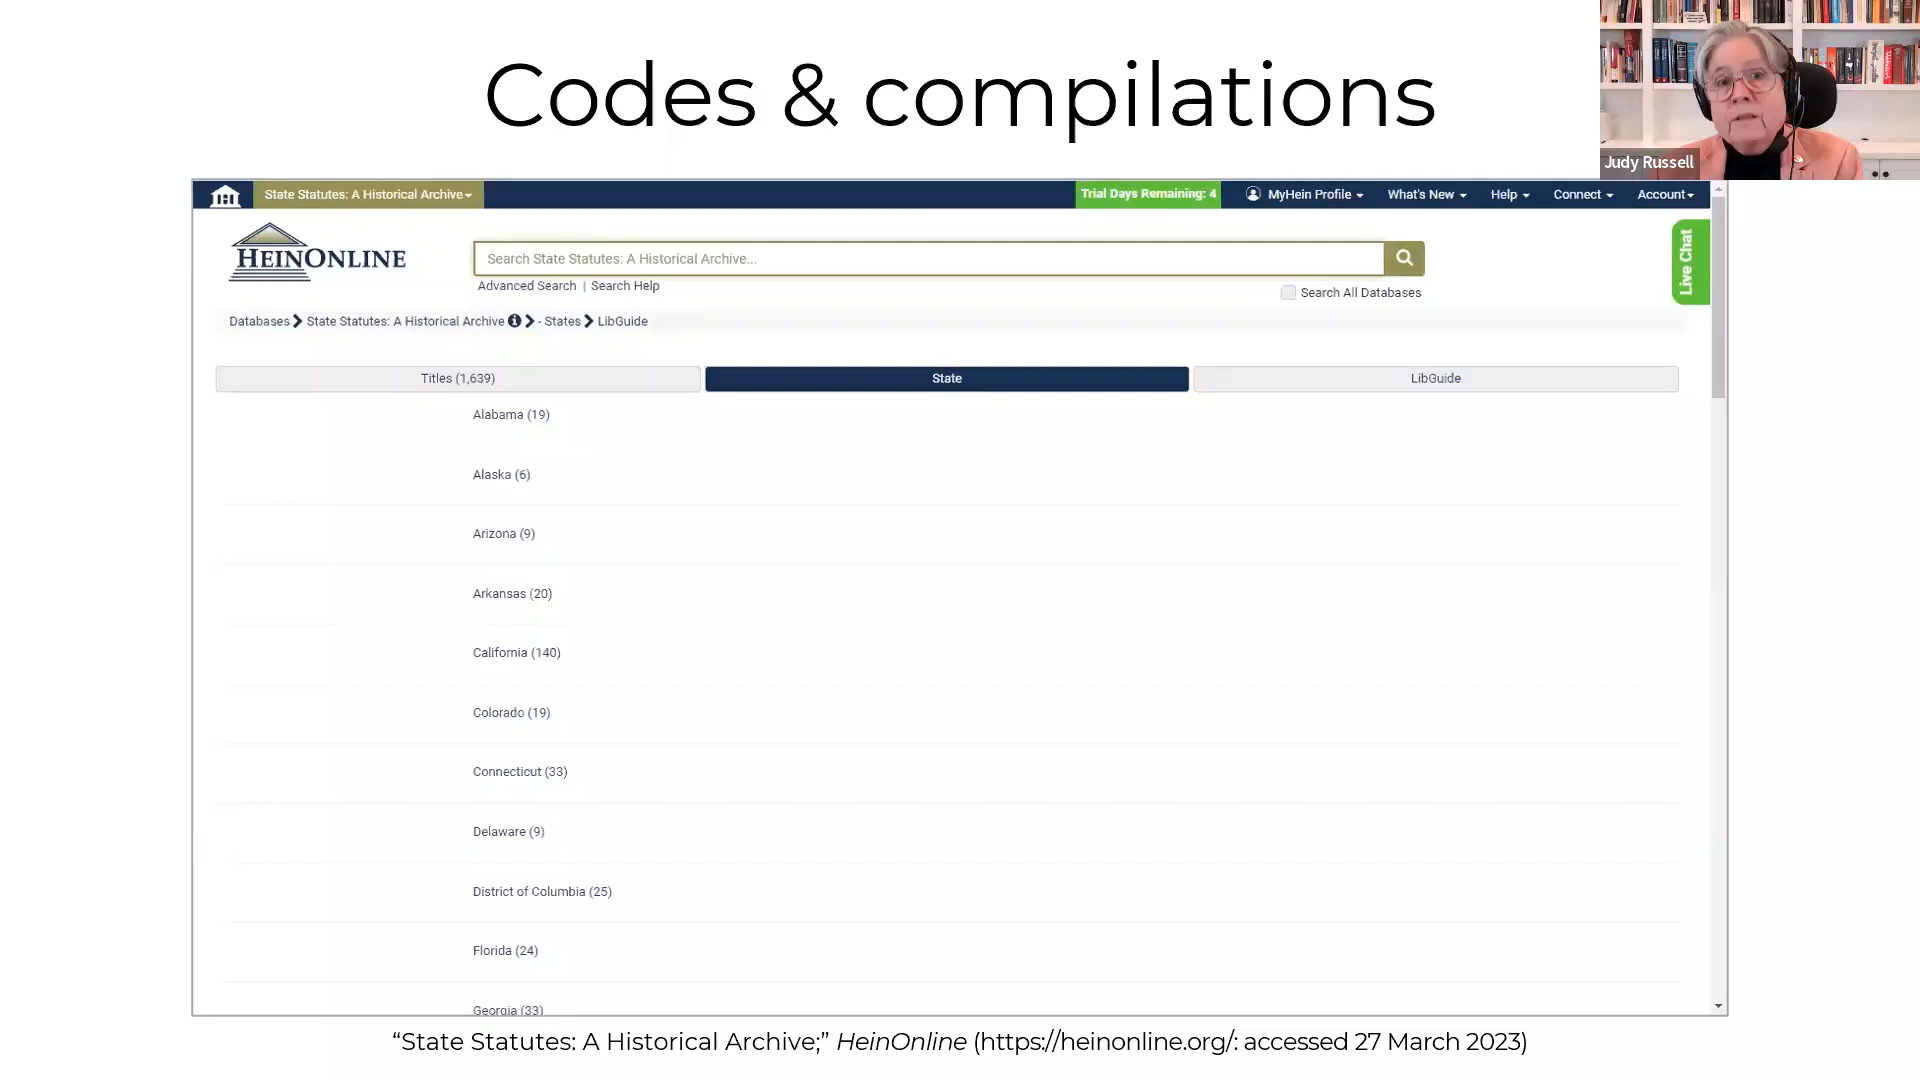 Codes & compilations
Judy Russell
State Statutes: A Historical Archive
Trial Days Remaining: 4
MyHein Profile
What's New
Help
Connect
Account
HEINONLINE
Search State Statutes: A Historical Archive...
Advanced Search | Search Help
Search All Databases
Live Chat
Databases > State Statutes: A Historical Archive > - States > LibGuide
Titles (1,639)
State
LibGuide
Alabama (19)
Alaska (6)
Arizona (9)
Arkansas (20)
California (140)
Colorado (19)
Connecticut (33)
Delaware (9)
District of Columbia (25)
Florida (24)
Georgia (33)
“State Statutes: A Historical Archive;” HeinOnline (https://heinonline.org/: accessed 27 March 2023)